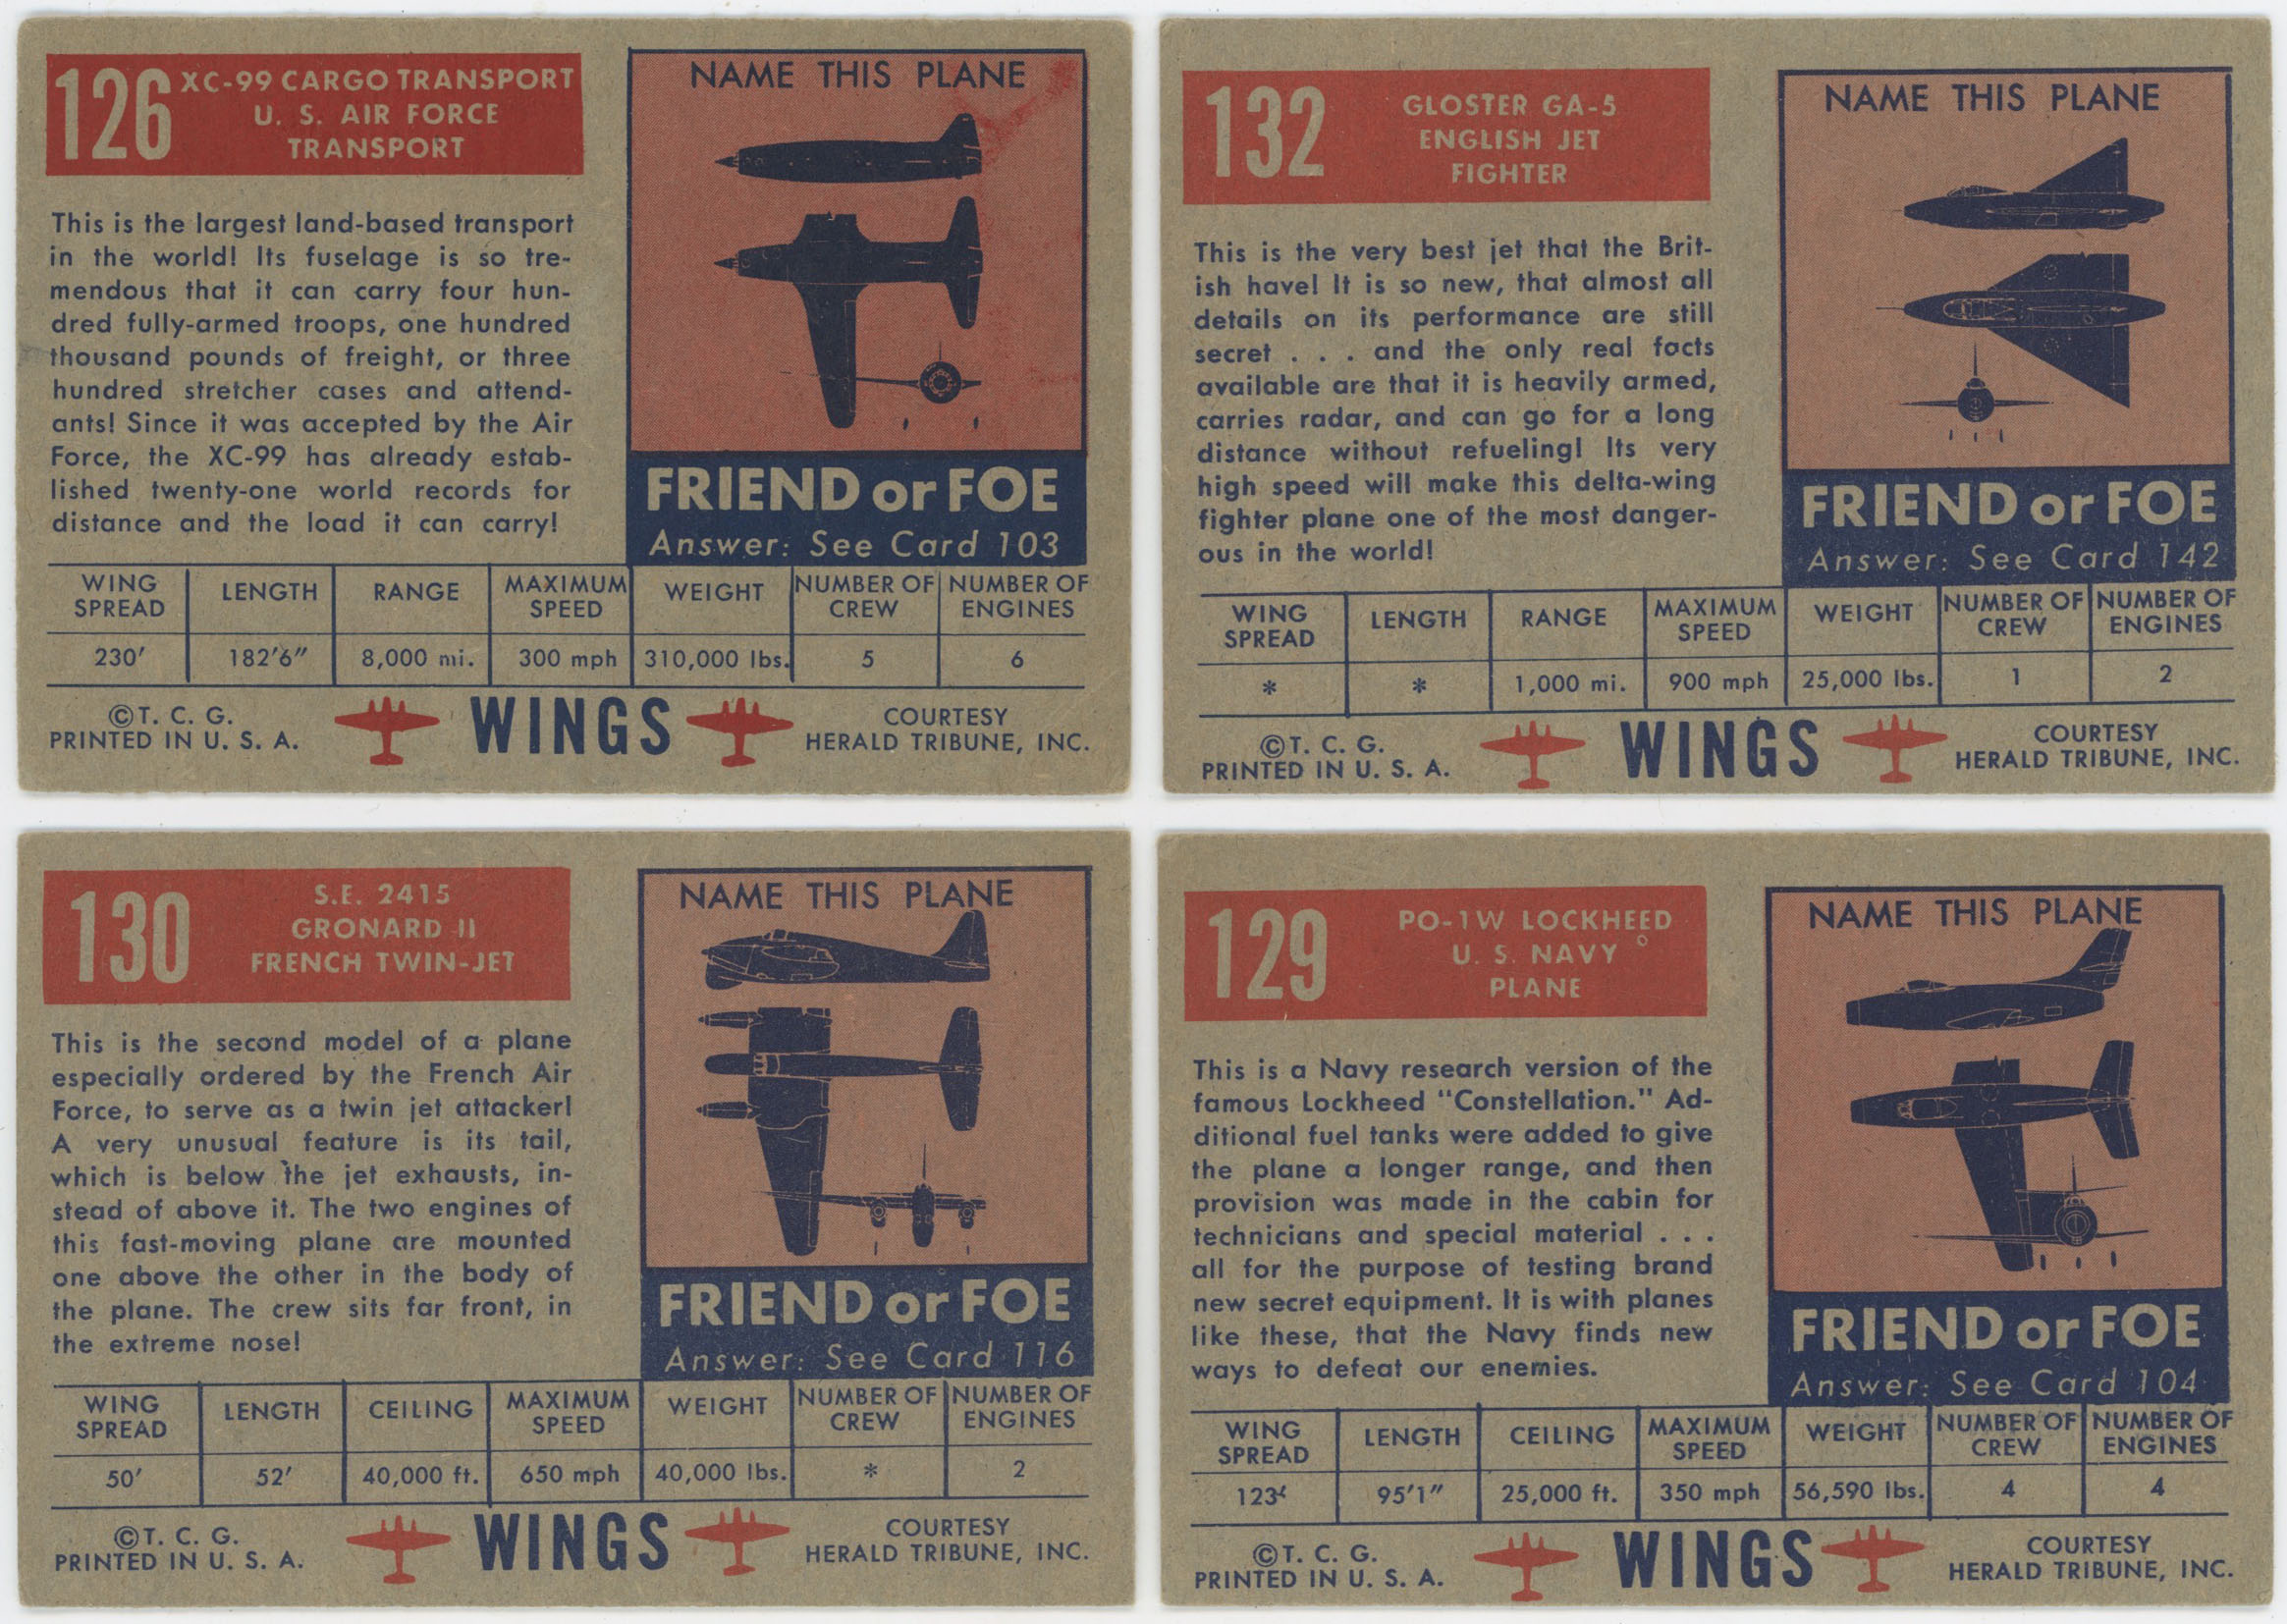 126
XC-99 CARGO TRANSPORT
U. S. AIR FORCE
TRANSPORT
This is the largest land-based transport
in the world! Its fuselage is so tre-
mendous that it can carry four hun-
dred fully-armed troops, one hundred
thousand pounds of freight, or three
hundred stretcher cases and attend-
ants! Since it was accepted by the Air
Force, the XC-99 has already estab-
lished twenty-one world records for
distance and the load it can carry!
NAME THIS PLANE
FRIEND or FOE
Answer: See Card 103
WING SPREAD LENGTH RANGE MAXIMUM SPEED WEIGHT NUMBER OF CREW NUMBER OF ENGINES
230' 182'6" 8,000 mi. 300 mph 310,000 lbs. 5 6
©T. C. G.
PRINTED IN U. S. A.
WINGS
COURTESY
HERALD TRIBUNE, INC.
132
GLOSTER GA-5
ENGLISH JET
FIGHTER
This is the very best jet that the Brit-
ish have! It is so new, that almost all
details on its performance are still
secret . . . and the only real facts
available are that it is heavily armed,
carries radar, and can go for a long
distance without refueling! Its very
high speed will make this delta-wing
fighter plane one of the most danger-
ous in the world!
NAME THIS PLANE
FRIEND or FOE
Answer: See Card 142
WING SPREAD LENGTH RANGE MAXIMUM SPEED WEIGHT NUMBER OF CREW NUMBER OF ENGINES
* * 1,000 mi. 900 mph 25,000 lbs. 1 2
©T. C. G.
PRINTED IN U. S. A.
WINGS
COURTESY
HERALD TRIBUNE, INC.
130
S.E. 2415
GRONARD II
FRENCH TWIN-JET
This is the second model of a plane
especially ordered by the French Air
Force, to serve as a twin jet attacker!
A very unusual feature is its tail,
which is below the jet exhausts, in-
stead of above it. The two engines of
this fast-moving plane are mounted
one above the other in the body of
the plane. The crew sits far front, in
the extreme nose!
NAME THIS PLANE
FRIEND or FOE
Answer: See Card 116
WING SPREAD LENGTH CEILING MAXIMUM SPEED WEIGHT NUMBER OF CREW NUMBER OF ENGINES
50' 52' 40,000 ft. 650 mph 40,000 lbs. * 2
©T. C. G.
PRINTED IN U. S. A.
WINGS
COURTESY
HERALD TRIBUNE, INC.
129
PO-1W LOCKHEED
U. S. NAVY
PLANE
This is a Navy research version of the
famous Lockheed "Constellation." Ad-
ditional fuel tanks were added to give
the plane a longer range, and then
provision was made in the cabin for
technicians and special material . . .
all for the purpose of testing brand
new secret equipment. It is with planes
like these, that the Navy finds new
ways to defeat our enemies.
NAME THIS PLANE
FRIEND or FOE
Answer: See Card 104
WING SPREAD LENGTH CEILING MAXIMUM SPEED WEIGHT NUMBER OF CREW NUMBER OF ENGINES
123' 95'1" 25,000 ft. 350 mph 56,590 lbs. 4 4
©T. C. G.
PRINTED IN U. S. A.
WINGS
COURTESY
HERALD TRIBUNE, INC.